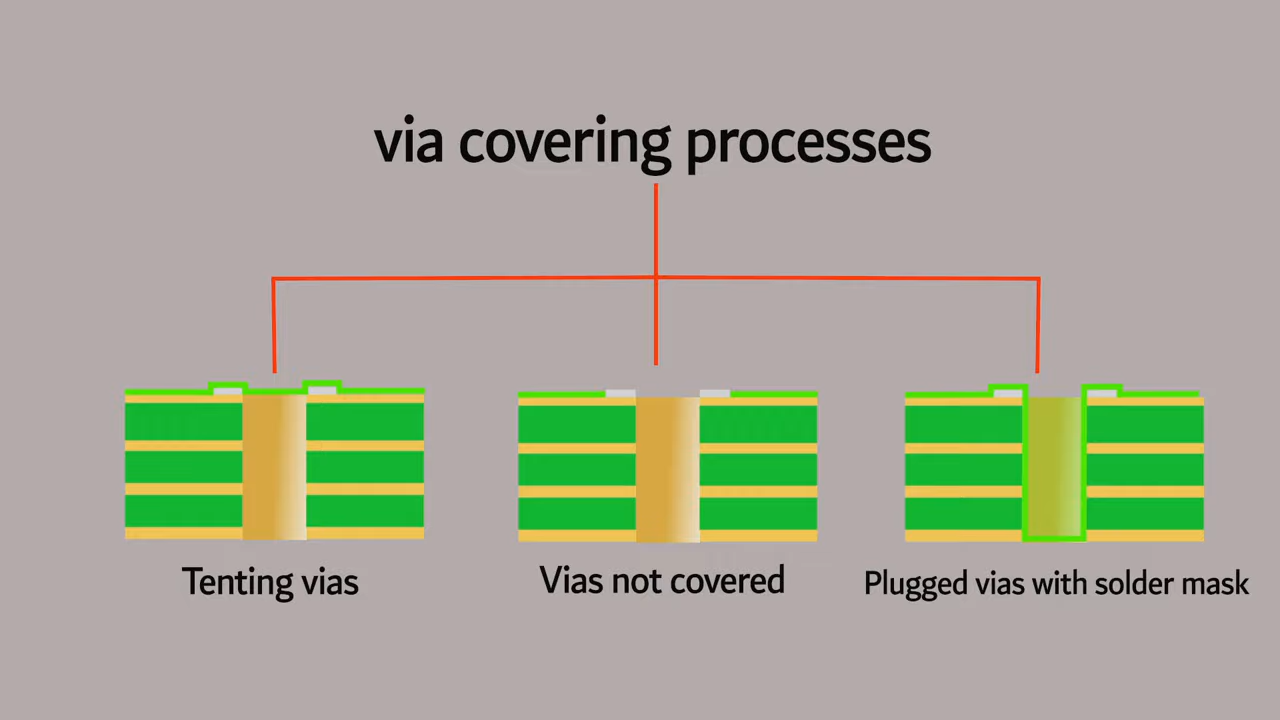 via covering processes
Tenting vias
Vias not covered
Plugged vias with solder mask